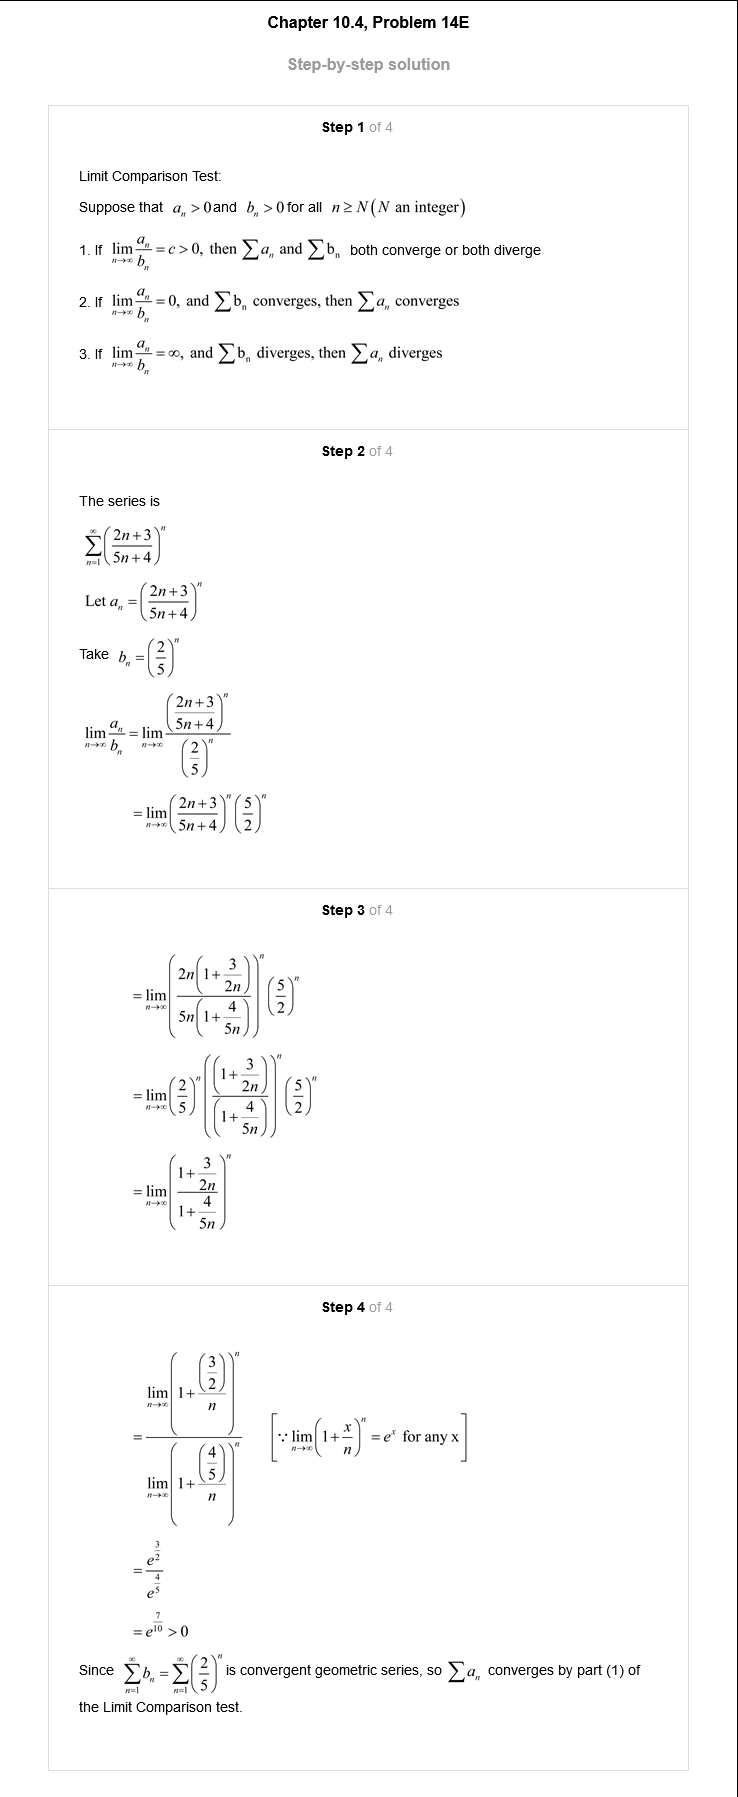 Chapter 10.4, Problem 14E
Step-by-step solution
Step 1 of 4
Limit Comparison Test:
Suppose that $a_n > 0$ and $b_n > 0$ for all $n \geq N$ ($N$ an integer)
1. If $\lim_{n \to \infty} \frac{a_n}{b_n} = c > 0$, then $\sum a_n$ and $\sum b_n$ both converge or both diverge
2. If $\lim_{n \to \infty} \frac{a_n}{b_n} = 0$, and $\sum b_n$ converges, then $\sum a_n$ converges
3. If $\lim_{n \to \infty} \frac{a_n}{b_n} = \infty$, and $\sum b_n$ diverges, then $\sum a_n$ diverges
Step 2 of 4
The series is
$\sum_{n=1}^{\infty} \left( \frac{2n+3}{5n+4} \right)^n$
Let $a_n = \left( \frac{2n+3}{5n+4} \right)^n$
Take $b_n = \left( \frac{2}{5} \right)^n$
$\lim_{n \to \infty} \frac{a_n}{b_n} = \lim_{n \to \infty} \frac{\left( \frac{2n+3}{5n+4} \right)^n}{\left( \frac{2}{5} \right)^n}$
$= \lim_{n \to \infty} \left( \frac{2n+3}{5n+4} \right)^n \left( \frac{5}{2} \right)^n$
Step 3 of 4
$= \lim_{n \to \infty} \left( \frac{2n\left(1+\frac{3}{2n}\right)}{5n\left(1+\frac{4}{5n}\right)} \right)^n \left( \frac{5}{2} \right)^n$
$= \lim_{n \to \infty} \left( \frac{2}{5} \right)^n \left( \frac{\left(1+\frac{3}{2n}\right)}{\left(1+\frac{4}{5n}\right)} \right)^n \left( \frac{5}{2} \right)^n$
$= \lim_{n \to \infty} \left( \frac{1+\frac{3}{2n}}{1+\frac{4}{5n}} \right)^n$
Step 4 of 4
$= \frac{\lim_{n \to \infty} \left( 1+\frac{\left(\frac{3}{2}\right)}{n} \right)^n}{\lim_{n \to \infty} \left( 1+\frac{\left(\frac{4}{5}\right)}{n} \right)^n} \quad \left[ \because \lim_{n \to \infty} \left( 1+\frac{x}{n} \right)^n = e^x \text{ for any x} \right]$
$= \frac{e^{\frac{3}{2}}}{e^{\frac{4}{5}}}$
$= e^{\frac{7}{10}} > 0$
Since $\sum_{n=1}^{\infty} b_n = \sum_{n=1}^{\infty} \left( \frac{2}{5} \right)^n$ is convergent geometric series, so $\sum a_n$ converges by part (1) of
the Limit Comparison test.